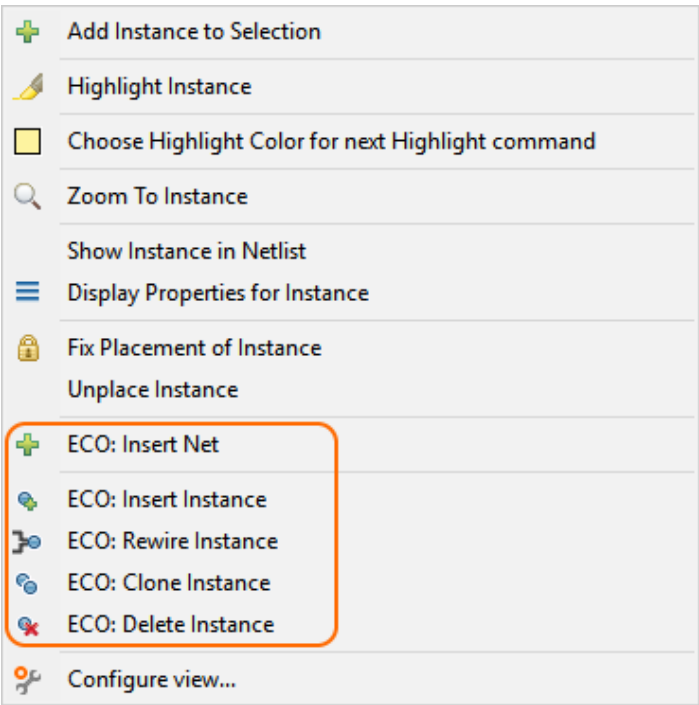 Add Instance to Selection
Highlight Instance
Choose Highlight Color for next Highlight command
Zoom To Instance
Show Instance in Netlist
Display Properties for Instance
Fix Placement of Instance
Unplace Instance
ECO: Insert Net
ECO: Insert Instance
ECO: Rewire Instance
ECO: Clone Instance
ECO: Delete Instance
Configure view...